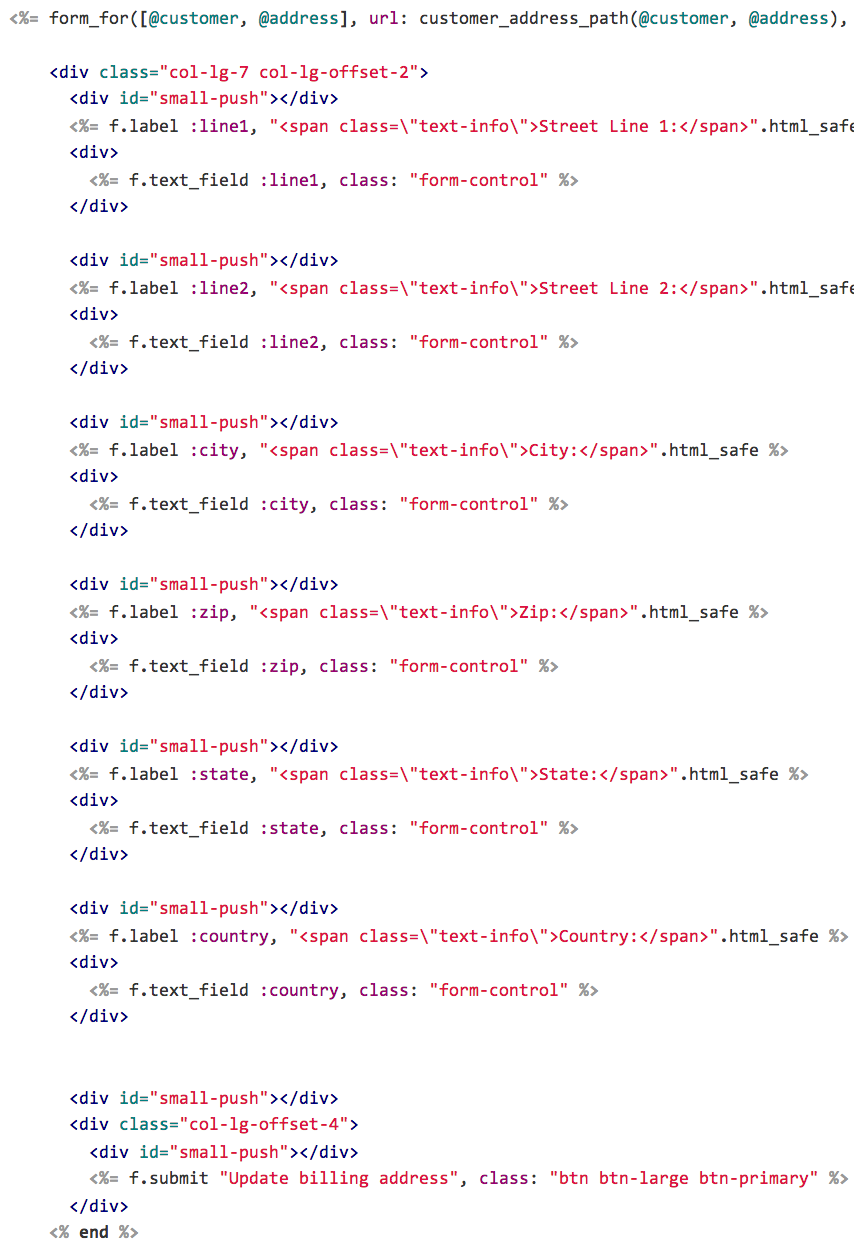 <%= form_for([@customer, @address], url: customer_address_path(@customer, @address),
<div class="col-lg-7 col-lg-offset-2">
<div id="small-push"></div>
<%= f.label :line1, "<span class=\"text-info\">Street Line 1:</span>".html_safe
<div>
<%= f.text_field :line1, class: "form-control" %>
</div>
<div id="small-push"></div>
<%= f.label :line2, "<span class=\"text-info\">Street Line 2:</span>".html_safe
<div>
<%= f.text_field :line2, class: "form-control" %>
</div>
<div id="small-push"></div>
<%= f.label :city, "<span class=\"text-info\">City:</span>".html_safe %>
<div>
<%= f.text_field :city, class: "form-control" %>
</div>
<div id="small-push"></div>
<%= f.label :zip, "<span class=\"text-info\">Zip:</span>".html_safe %>
<div>
<%= f.text_field :zip, class: "form-control" %>
</div>
<div id="small-push"></div>
<%= f.label :state, "<span class=\"text-info\">State:</span>".html_safe %>
<div>
<%= f.text_field :state, class: "form-control" %>
</div>
<div id="small-push"></div>
<%= f.label :country, "<span class=\"text-info\">Country:</span>".html_safe %>
<div>
<%= f.text_field :country, class: "form-control" %>
</div>
<div id="small-push"></div>
<div class="col-lg-offset-4">
<div id="small-push"></div>
<%= f.submit "Update billing address", class: "btn btn-large btn-primary" %>
</div>
<% end %>